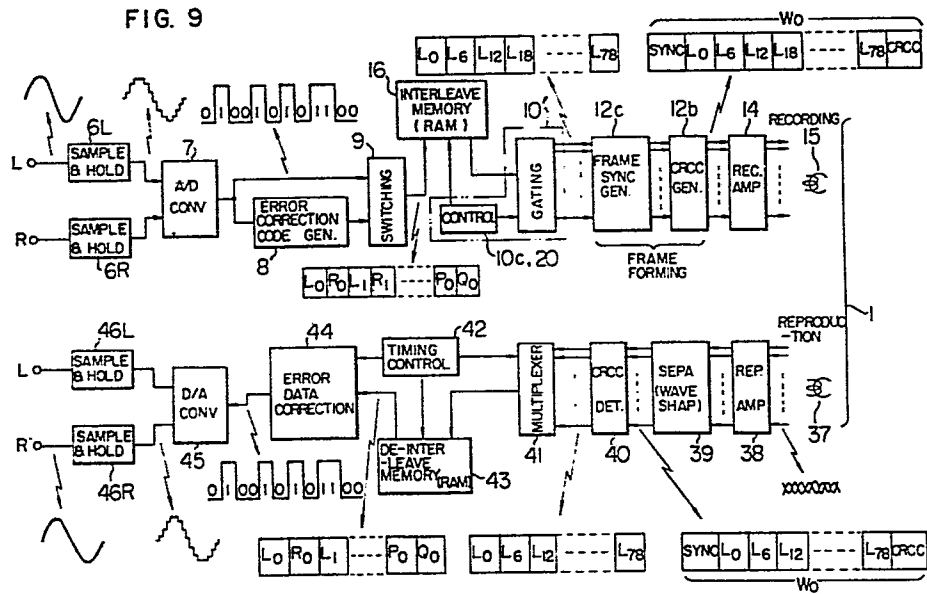 FIG. 9
L0 L6 L12 L18 L78
W0
SYNC L0 L6 L12 L18 L78 CRCC
16
INTERLEAVE
MEMORY
(RAM)
10'
12c
12b
14
RECORDING
15
6L
L
SAMPLE
& HOLD
0 1 0 0 1 0 1 0 1 1 0 0
7
A/D
CONV
9
SWITCHING
GATING
FRAME
SYNC
GEN.
CRCC
GEN.
REC.
AMP
R
SAMPLE
& HOLD
6R
ERROR
CORRECTION
CODE GEN.
8
CONTROL
10c, 20
FRAME
FORMING
L0 R0 L1 R1 P0 Q0
1
46L
44
42
REPRODUC
-TION
L
SAMPLE
& HOLD
D/A
CONV
45
ERROR
DATA
CORRECTION
TIMING
CONTROL
MULTIPLEXER
41
CRCC
DET.
40
SEPA
(WAVE
SHAP)
39
REP.
AMP
38
37
R
SAMPLE
& HOLD
46R
DE-INTER
-LEAVE
MEMORY
(RAM)
43
0 1 0 0 1 0 1 0 1 1 0 0
L0 R0 L1 P0 Q0
L0 L6 L12 L78
SYNC L0 L6 L12 L78 CRCC
W0